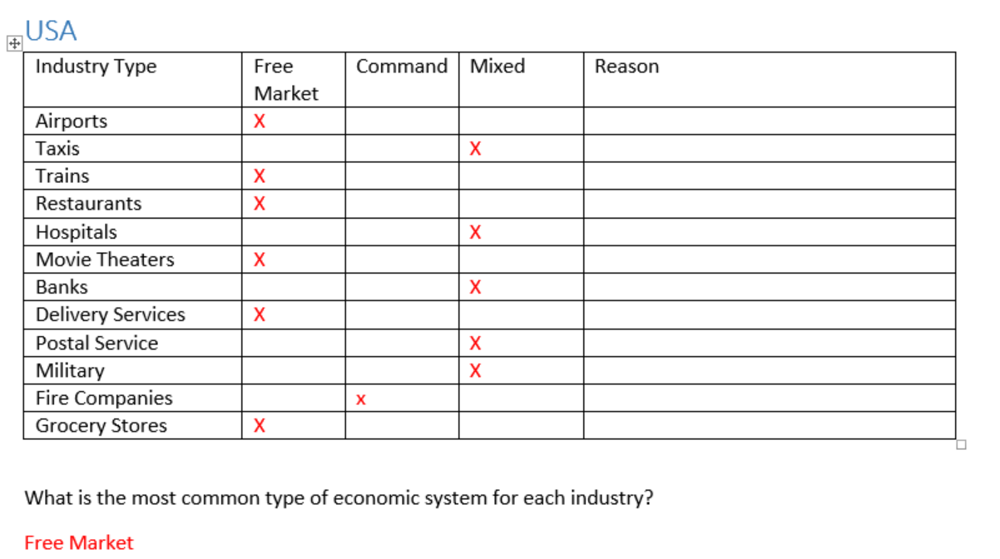 USA
Industry Type Free Market Command Mixed Reason
Airports X
Taxis X
Trains X
Restaurants X
Hospitals X
Movie Theaters X
Banks X
Delivery Services X
Postal Service X
Military X
Fire Companies x
Grocery Stores X
What is the most common type of economic system for each industry?
Free Market